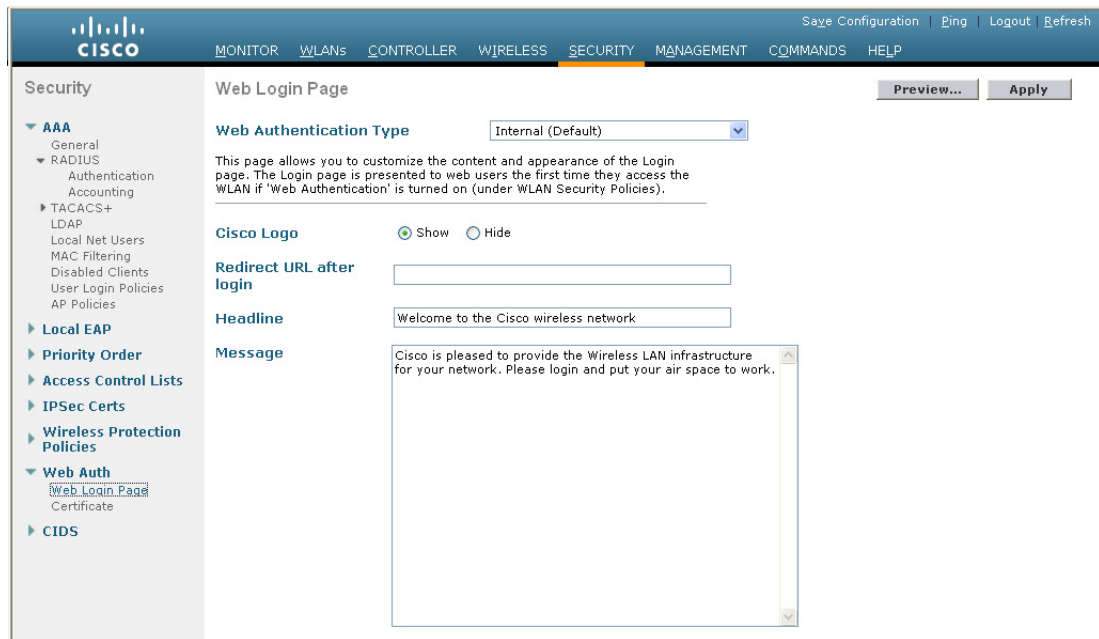 Save Configuration | Ping | Logout | Refresh
CISCO
MONITOR WLANs CONTROLLER WIRELESS SECURITY MANAGEMENT COMMANDS HELP
Security
AAA
General
RADIUS
Authentication
Accounting
TACACS+
LDAP
Local Net Users
MAC Filtering
Disabled Clients
User Login Policies
AP Policies
Local EAP
Priority Order
Access Control Lists
IPSec Certs
Wireless Protection
Policies
Web Auth
Web Login Page
Certificate
CIDS
Web Login Page
Preview... Apply
Web Authentication Type Internal (Default)
This page allows you to customize the content and appearance of the Login
page. The Login page is presented to web users the first time they access the
WLAN if 'Web Authentication' is turned on (under WLAN Security Policies).
Cisco Logo Show Hide
Redirect URL after
login
Headline Welcome to the Cisco wireless network
Message Cisco is pleased to provide the Wireless LAN infrastructure
for your network. Please login and put your air space to work.